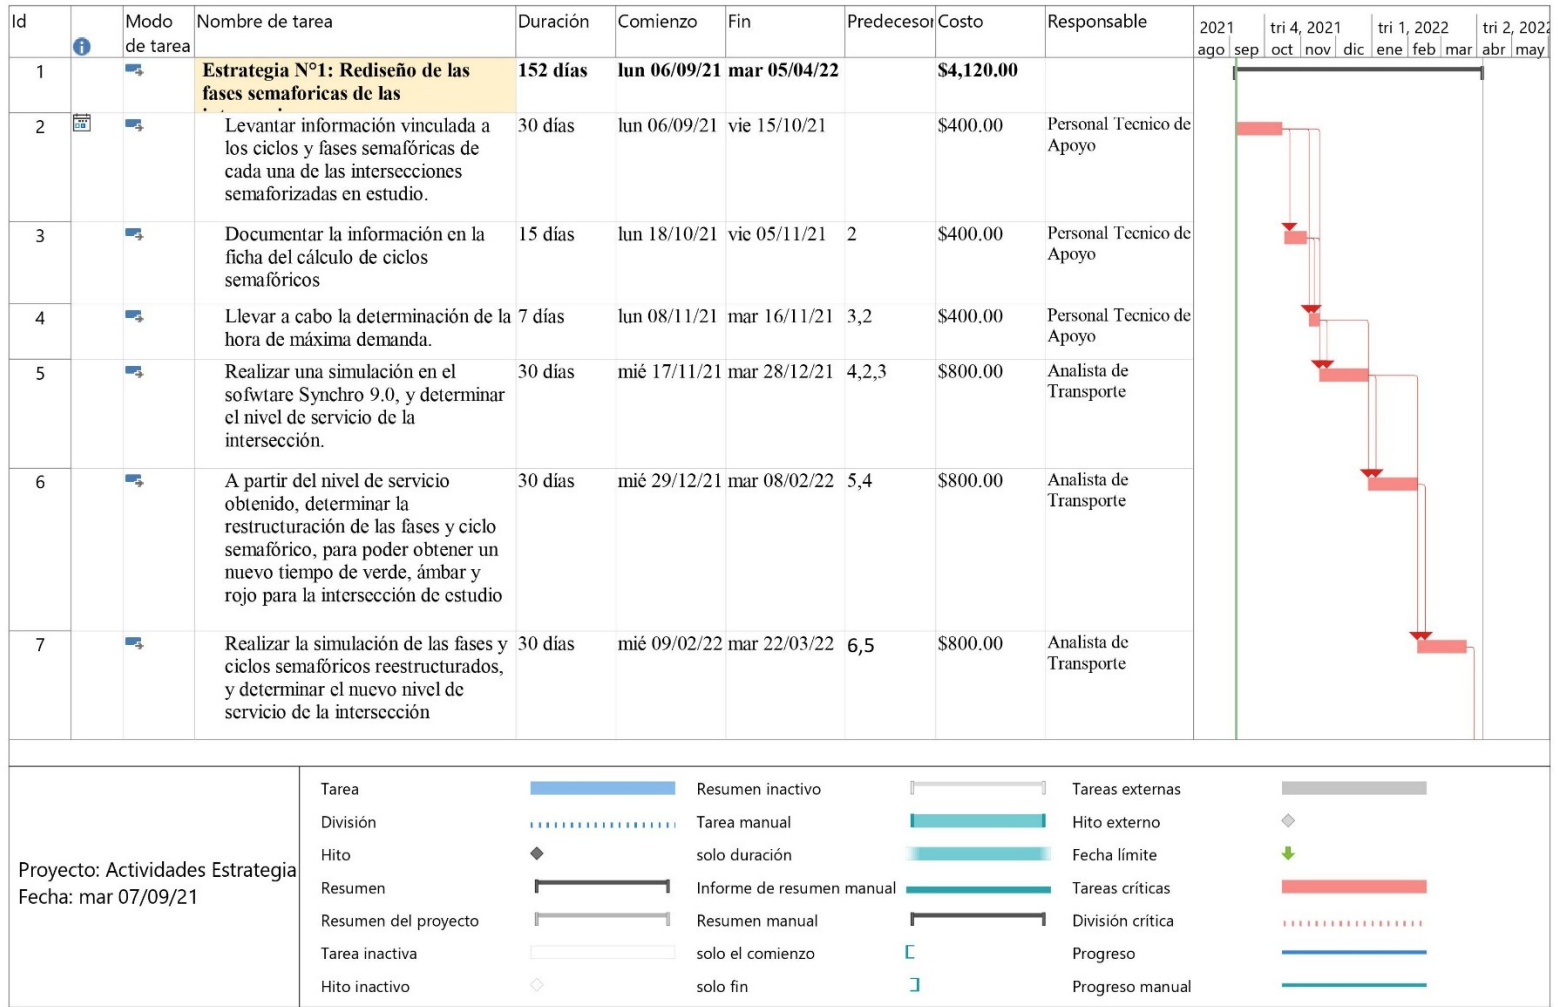 Id
Modo
de tarea
Nombre de tarea
Duración
Comienzo
Fin
Predecesor
Costo
Responsable
2021
tri 4, 2021
tri 1, 2022
tri 2, 202
ago sep oct nov dic ene feb mar abr may
1
Estrategia N°1: Rediseño de las
fases semaforicas de las
152 días
lun 06/09/21
mar 05/04/22
$4,120.00
2
Levantar información vinculada a
los ciclos y fases semafóricas de
cada una de las intersecciones
semaforizadas en estudio.
30 días
lun 06/09/21
vie 15/10/21
$400.00
Personal Tecnico de
Apoyo
3
Documentar la información en la
ficha del cálculo de ciclos
semafóricos
15 días
lun 18/10/21
vie 05/11/21
2
$400.00
Personal Tecnico de
Apoyo
4
Llevar a cabo la determinación de la
hora de máxima demanda.
7 días
lun 08/11/21
mar 16/11/21
3,2
$400.00
Personal Tecnico de
Apoyo
5
Realizar una simulación en el
sofwtare Synchro 9.0, y determinar
el nivel de servicio de la
intersección.
30 días
mié 17/11/21
mar 28/12/21
4,2,3
$800.00
Analista de
Transporte
6
A partir del nivel de servicio
obtenido, determinar la
restructuración de las fases y ciclo
semafórico, para poder obtener un
nuevo tiempo de verde, ámbar y
rojo para la intersección de estudio
30 días
mié 29/12/21
mar 08/02/22
5,4
$800.00
Analista de
Transporte
7
Realizar la simulación de las fases y
ciclos semafóricos reestructurados,
y determinar el nuevo nivel de
servicio de la intersección
30 días
mié 09/02/22
mar 22/03/22
6,5
$800.00
Analista de
Transporte
Proyecto: Actividades Estrategia
Fecha: mar 07/09/21
Tarea
División
Hito
Resumen
Resumen del proyecto
Tarea inactiva
Hito inactivo
Resumen inactivo
Tarea manual
solo duración
Informe de resumen manual
Resumen manual
solo el comienzo
solo fin
Tareas externas
Hito externo
Fecha límite
Tareas críticas
División crítica
Progreso
Progreso manual